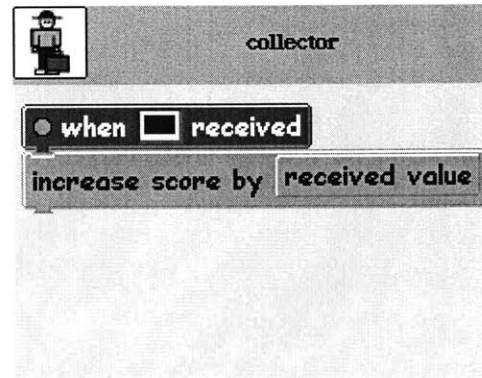 collector
when received
increase score by received value